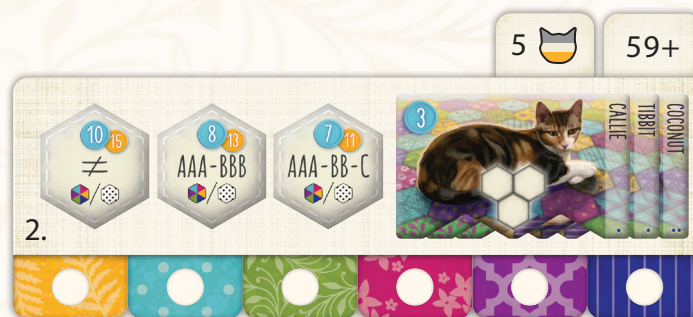 5 59+
10 15
≠
/
8 13
AAA-BBB
/
7 11
AAA-BB-C
/
3
CALLIE
TIBBIT
COCONUT
2.